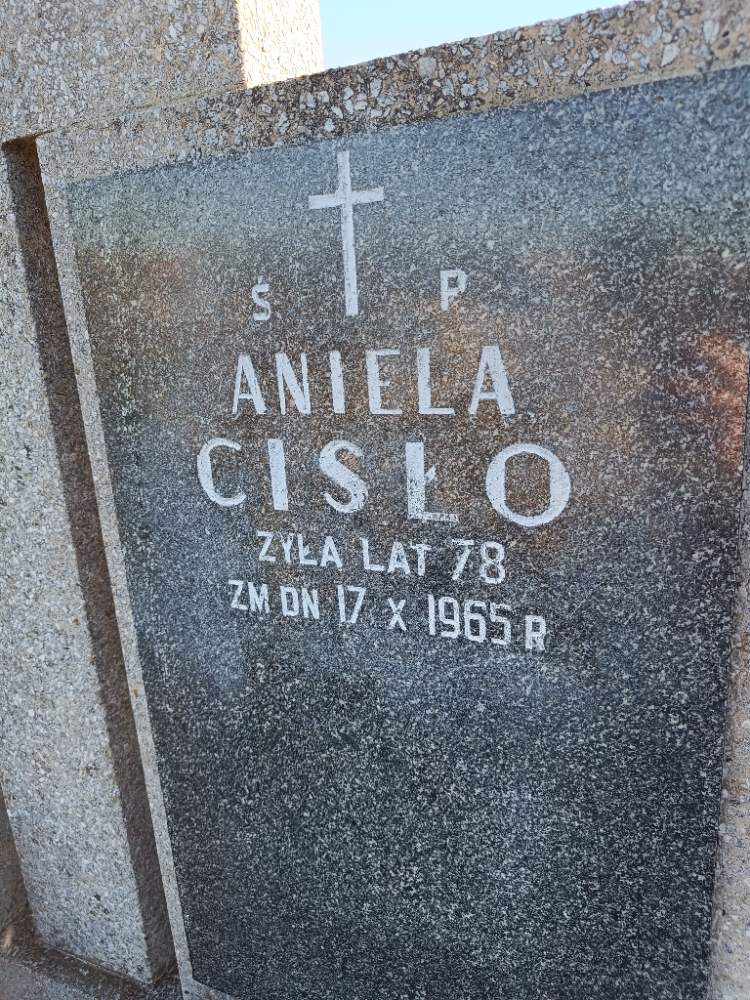 Ś P
ANIELA
CISŁO
ŻYŁA LAT 78
ZM DN 17 X 1965 R